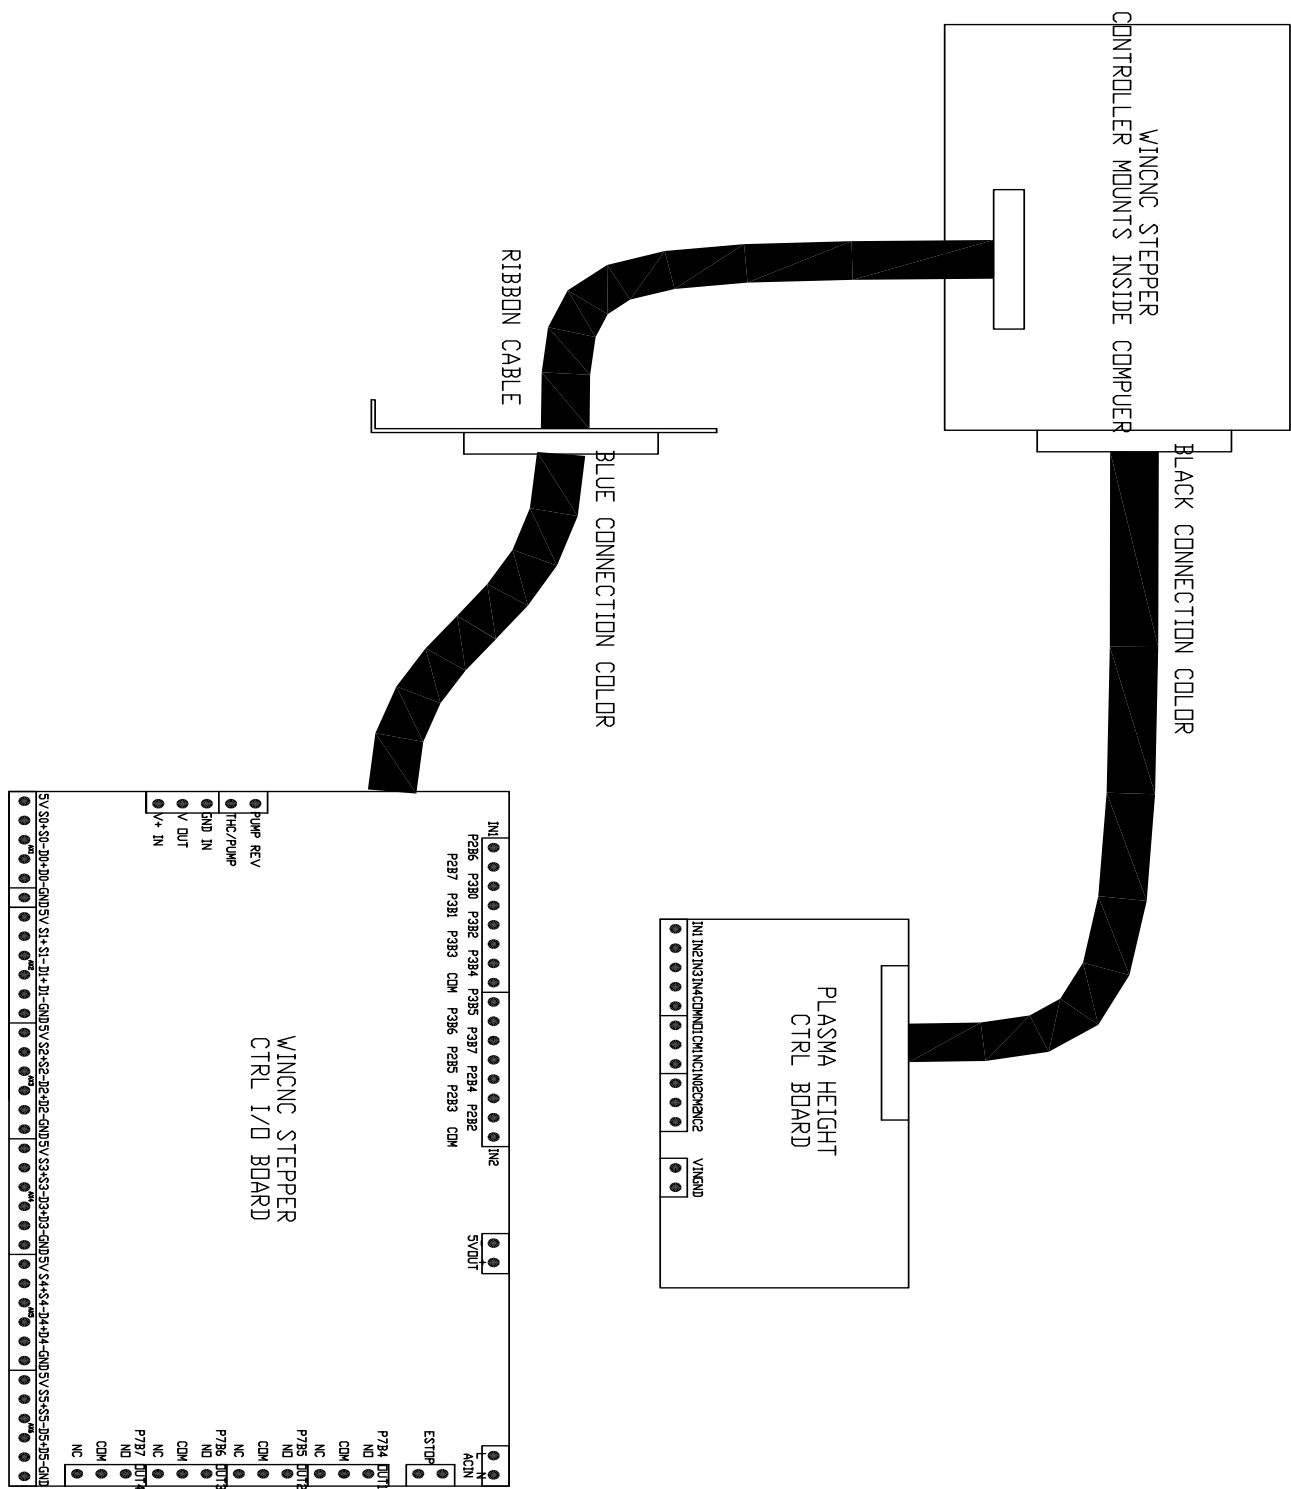 WINCNC STEPPER
CONTROLLER MOUNTS INSIDE COMPUER
BLACK CONNECTION COLOR
RIBBON CABLE
BLUE CONNECTION COLOR
PLASMA HEIGHT
CTRL BOARD
IN1 IN2 IN3 IN4 COM NO1 CM1 NC1 NO2 CM2 NC2
VIN GND
WINCNC STEPPER
CTRL I/O BOARD
IN1
P2B6 P3B0 P3B2 P3B4 P3B5 P3B7 P2B4 P2B2
P2B7 P3B1 P3B3 COM P3B6 P2B5 P2B3 COM
IN2
5VOUT
- +
ACIN
L N
ESTOP
PUMP REV
THC/PUMP
GND IN
V OUT
V+ IN
P7B4 OUT1
NO
COM
NC
P7B5 OUT2
NO
COM
NC
P7B6 OUT3
NO
COM
NC
P7B7 OUT4
NO
COM
NC
5V S0+ S0- D0+ D0- GND 5V S1+ S1- D1+ D1- GND 5V S2+ S2- D2+ D2- GND 5V S3+ S3- D3+ D3- GND 5V S4+ S4- D4+ D4- GND 5V S5+ S5- D5+ D5- GND
AX1 AX2 AX3 AX4 AX5 AX6